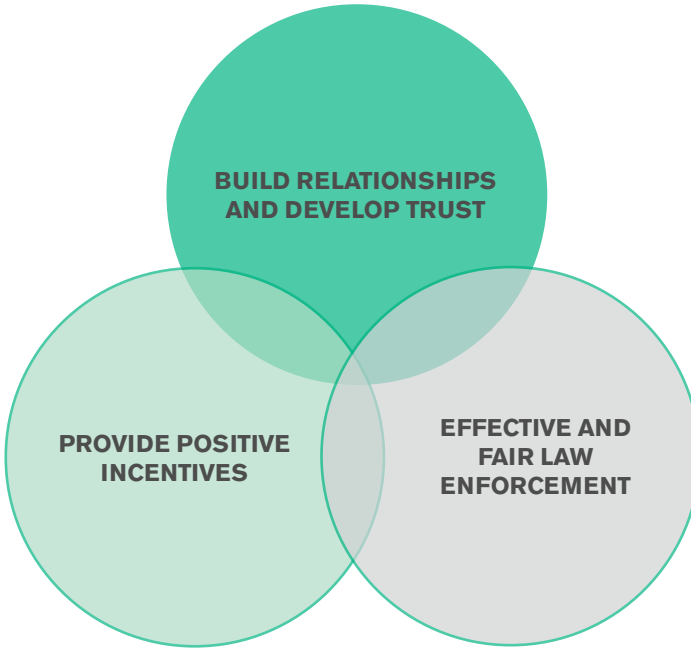 BUILD RELATIONSHIPS
AND DEVELOP TRUST
PROVIDE POSITIVE
INCENTIVES
EFFECTIVE AND
FAIR LAW
ENFORCEMENT